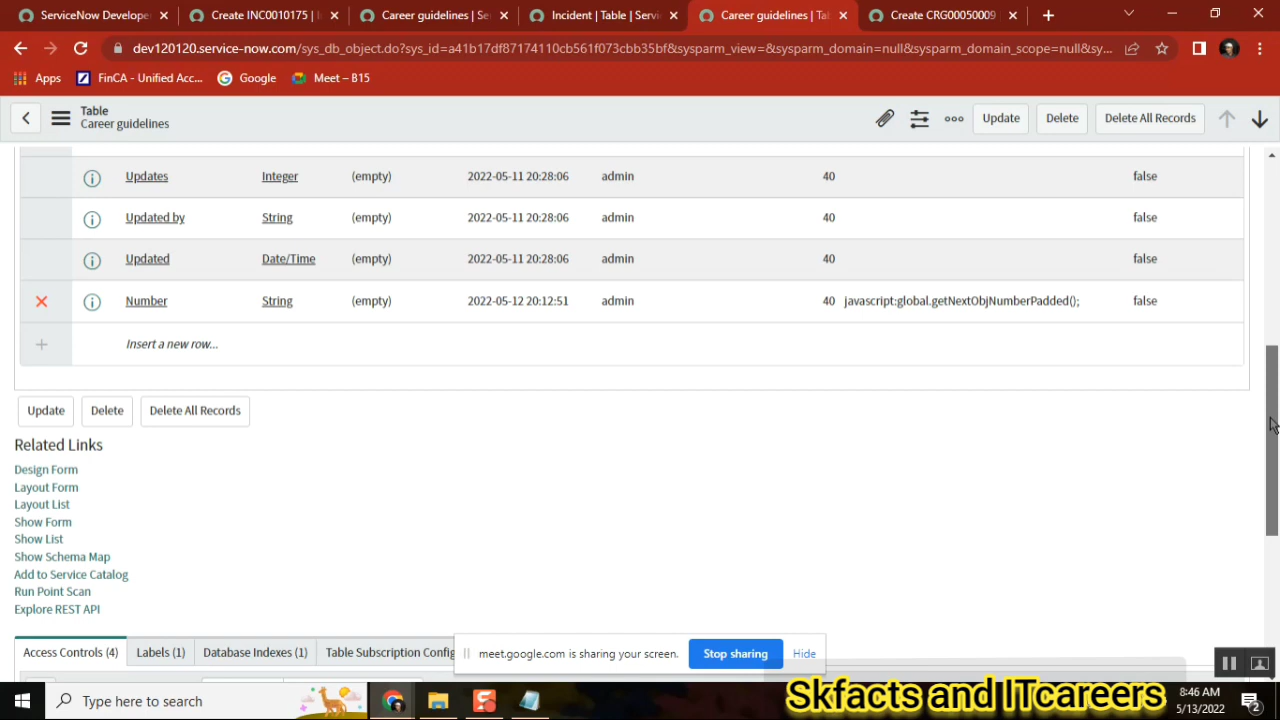 ServiceNow Develope
Create INC0010175 | I
Career guidelines | Se
Incident | Table | Servic
Career guidelines | Tab
Create CRG00050009
dev120120.service-now.com/sys_db_object.do?sys_id=a41b17df87174110cb561f073cbb35bf&sysparm_view=&sysparm_domain=null&sysparm_domain_scope=null&sy...
Apps
FinCA - Unified Acc...
Google
Meet – B15
Table
Career guidelines
Update
Delete
Delete All Records
Updates Integer (empty) 2022-05-11 20:28:06 admin 40 false
Updated by String (empty) 2022-05-11 20:28:06 admin 40 false
Updated Date/Time (empty) 2022-05-11 20:28:06 admin 40 false
Number String (empty) 2022-05-12 20:12:51 admin 40 javascript:global.getNextObjNumberPadded(); false
Insert a new row...
Update Delete Delete All Records
Related Links
Design Form
Layout Form
Layout List
Show Form
Show List
Show Schema Map
Add to Service Catalog
Run Point Scan
Explore REST API
Access Controls (4) Labels (1) Database Indexes (1) Table Subscription Config
meet.google.com is sharing your screen. Stop sharing Hide
Type here to search
Skfacts and ITcareers
8:46 AM
5/13/2022
2